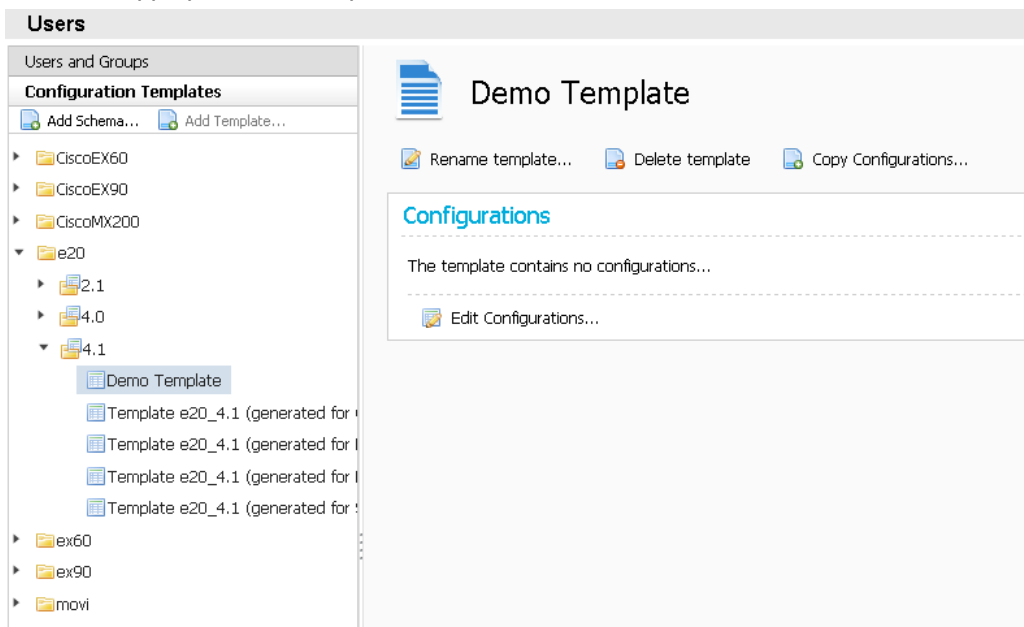 Users
Users and Groups
Configuration Templates
Add Schema... Add Template...
CiscoEX60
CiscoEX90
CiscoMX200
e20
2.1
4.0
4.1
Demo Template
Template e20_4.1 (generated for
Template e20_4.1 (generated for
Template e20_4.1 (generated for
Template e20_4.1 (generated for
ex60
ex90
movi
Demo Template
Rename template... Delete template Copy Configurations...
Configurations
The template contains no configurations...
Edit Configurations...